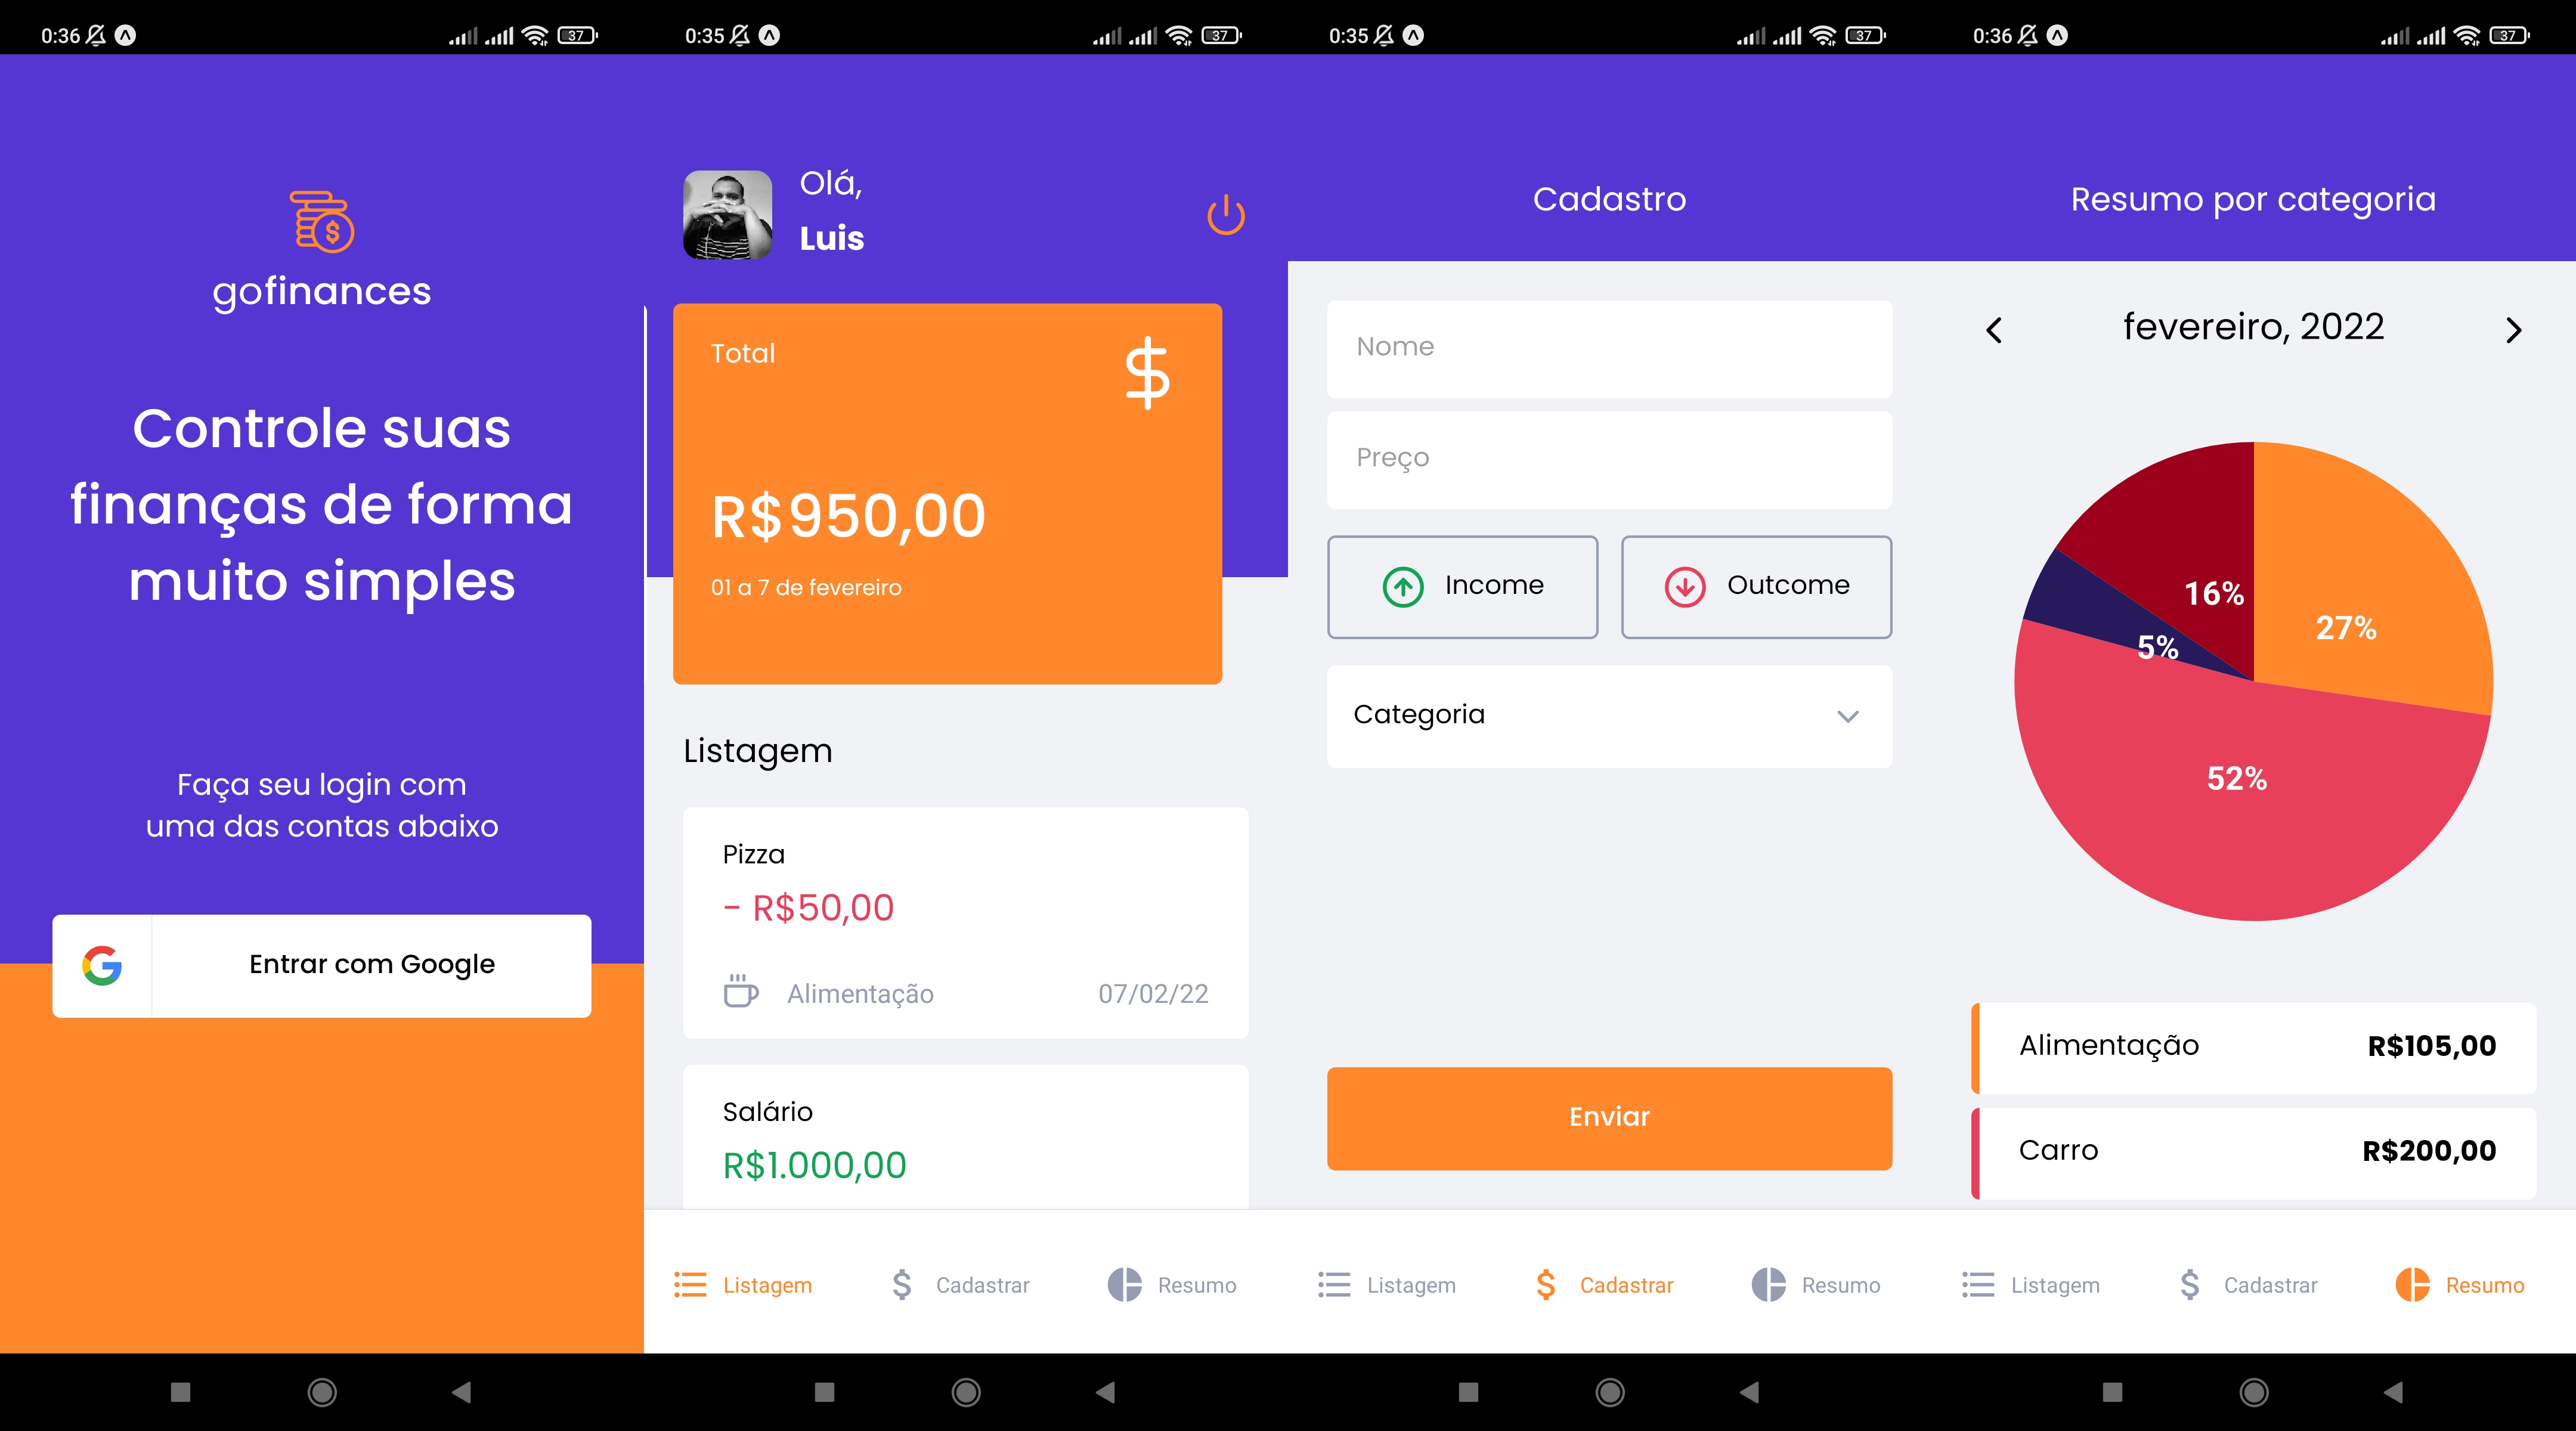 0:36
37
gofinances
Controle suas
finanças de forma
muito simples
Faça seu login com
uma das contas abaixo
Entrar com Google
0:35
37
Olá,
Luis
Total
R$950,00
01 a 7 de fevereiro
Listagem
Pizza
- R$50,00
Alimentação
07/02/22
Salário
R$1.000,00
Listagem
Cadastrar
Resumo
0:35
37
Cadastro
Nome
Preço
Income
Outcome
Categoria
Enviar
Listagem
Cadastrar
Resumo
0:36
37
Resumo por categoria
fevereiro, 2022
16%
27%
5%
52%
Alimentação
R$105,00
Carro
R$200,00
Listagem
Cadastrar
Resumo